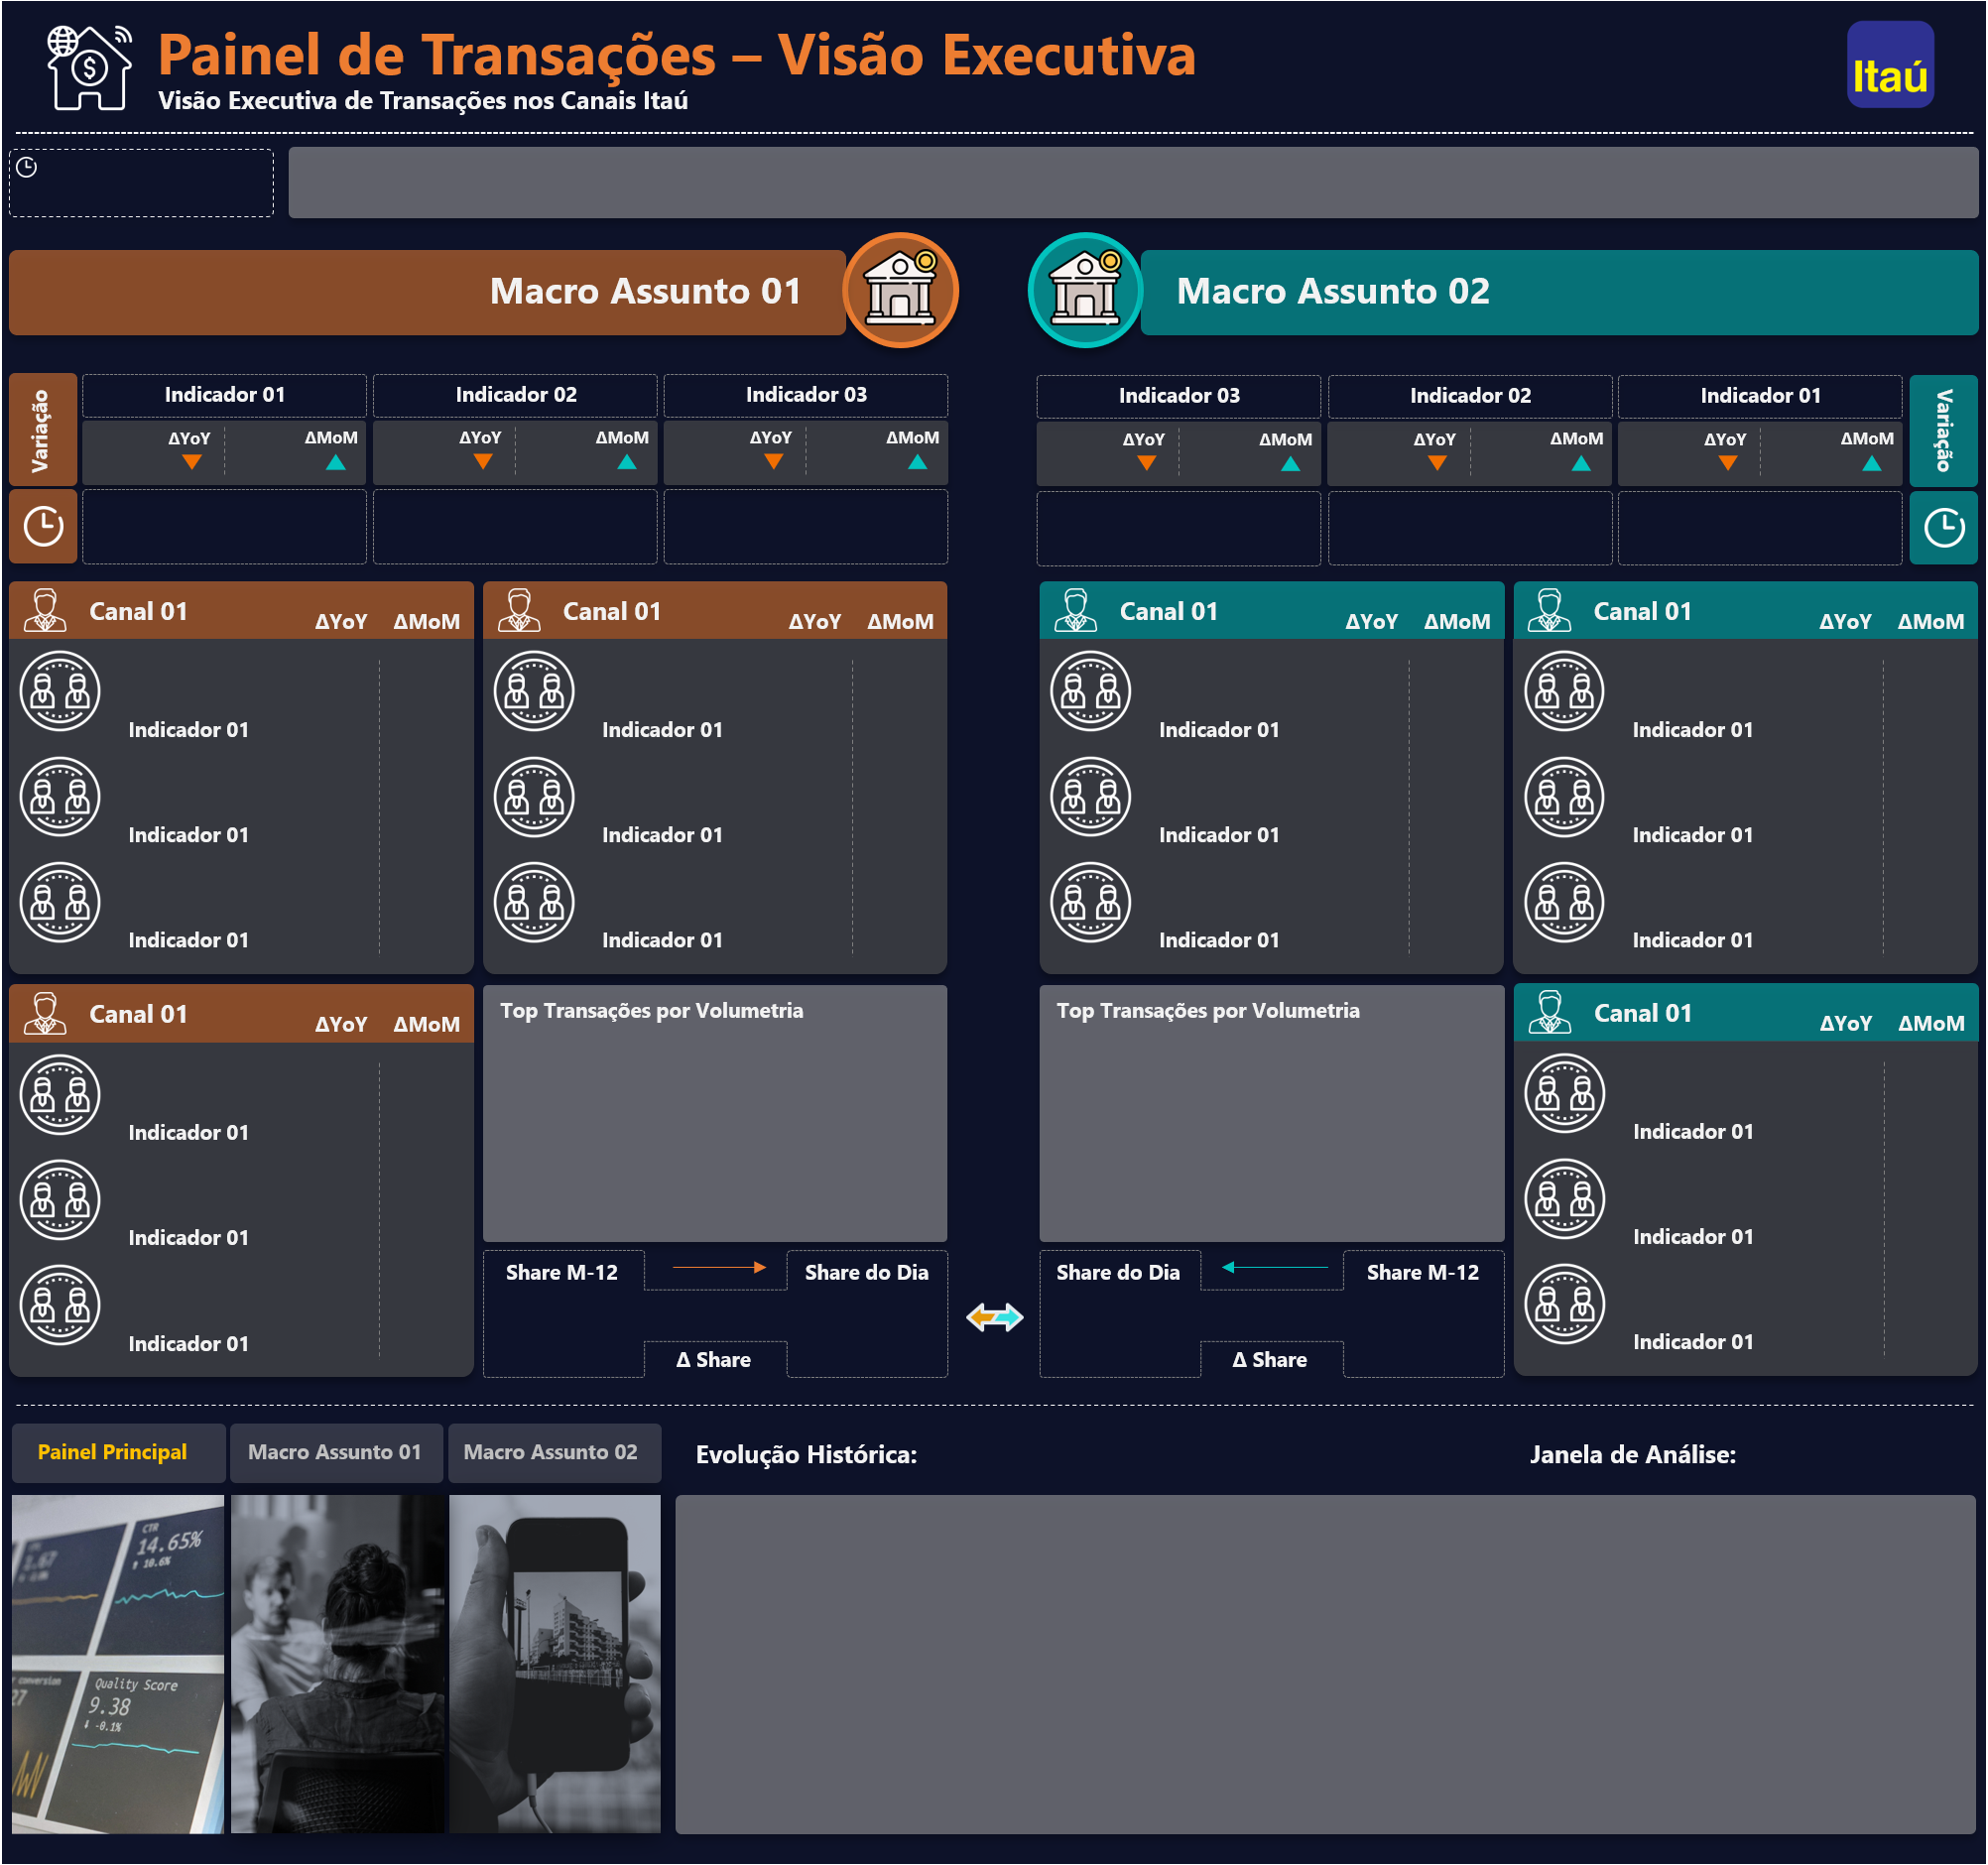 Painel de Transações – Visão Executiva
Visão Executiva de Transações nos Canais Itaú
Itaú
Macro Assunto 01
Macro Assunto 02
Variação
Indicador 01
Indicador 02
Indicador 03
ΔYoY
ΔMoM
ΔYoY
ΔMoM
ΔYoY
ΔMoM
Indicador 03
Indicador 02
Indicador 01
Variação
ΔYoY
ΔMoM
ΔYoY
ΔMoM
ΔYoY
ΔMoM
Canal 01
ΔYoY ΔMoM
Indicador 01
Indicador 01
Indicador 01
Canal 01
ΔYoY ΔMoM
Indicador 01
Indicador 01
Indicador 01
Canal 01
ΔYoY ΔMoM
Indicador 01
Indicador 01
Indicador 01
Canal 01
ΔYoY ΔMoM
Indicador 01
Indicador 01
Indicador 01
Canal 01
ΔYoY ΔMoM
Indicador 01
Indicador 01
Indicador 01
Top Transações por Volumetria
Share M-12
Share do Dia
Δ Share
Top Transações por Volumetria
Share do Dia
Share M-12
Δ Share
Canal 01
ΔYoY ΔMoM
Indicador 01
Indicador 01
Indicador 01
Painel Principal
Macro Assunto 01
Macro Assunto 02
Evolução Histórica:
Janela de Análise:
CTR
14.65%
10.6%
conversion
27
Quality Score
9.38
-0.1%